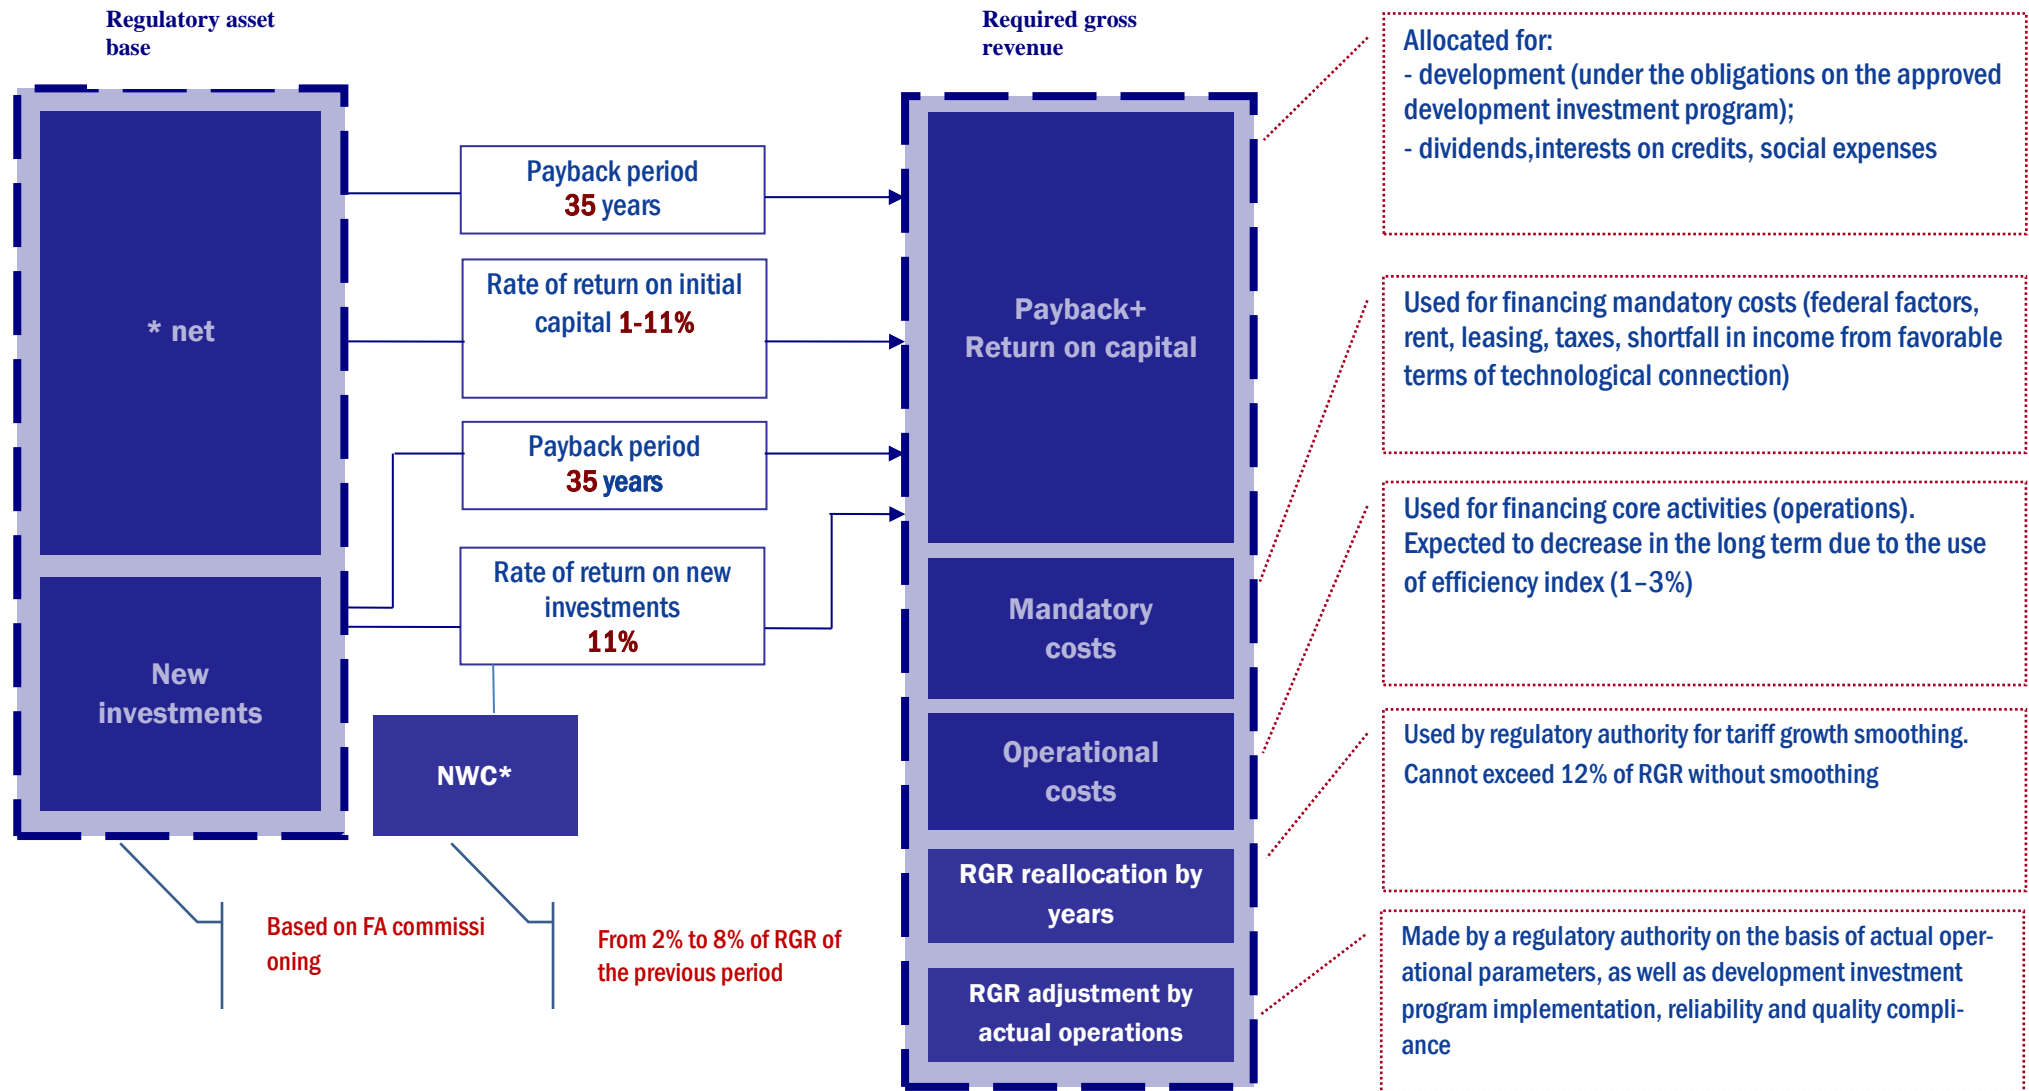 Regulatory asset
base
* net
New
investments
Based on FA commissi
oning
Payback period
35 years
Rate of return on initial
capital 1-11%
Payback period
35 years
Rate of return on new
investments
11%
NWC*
From 2% to 8% of RGR of
the previous period
Required gross
revenue
Payback+
Return on capital
Mandatory
costs
Operational
costs
RGR reallocation by
years
RGR adjustment by
actual operations
Allocated for:
- development (under the obligations on the approved
development investment program);
- dividends,interests on credits, social expenses
Used for financing mandatory costs (federal factors,
rent, leasing, taxes, shortfall in income from favorable
terms of technological connection)
Used for financing core activities (operations).
Expected to decrease in the long term due to the use
of efficiency index (1–3%)
Used by regulatory authority for tariff growth smoothing.
Cannot exceed 12% of RGR without smoothing
Made by a regulatory authority on the basis of actual oper-
ational parameters, as well as development investment
program implementation, reliability and quality compli-
ance